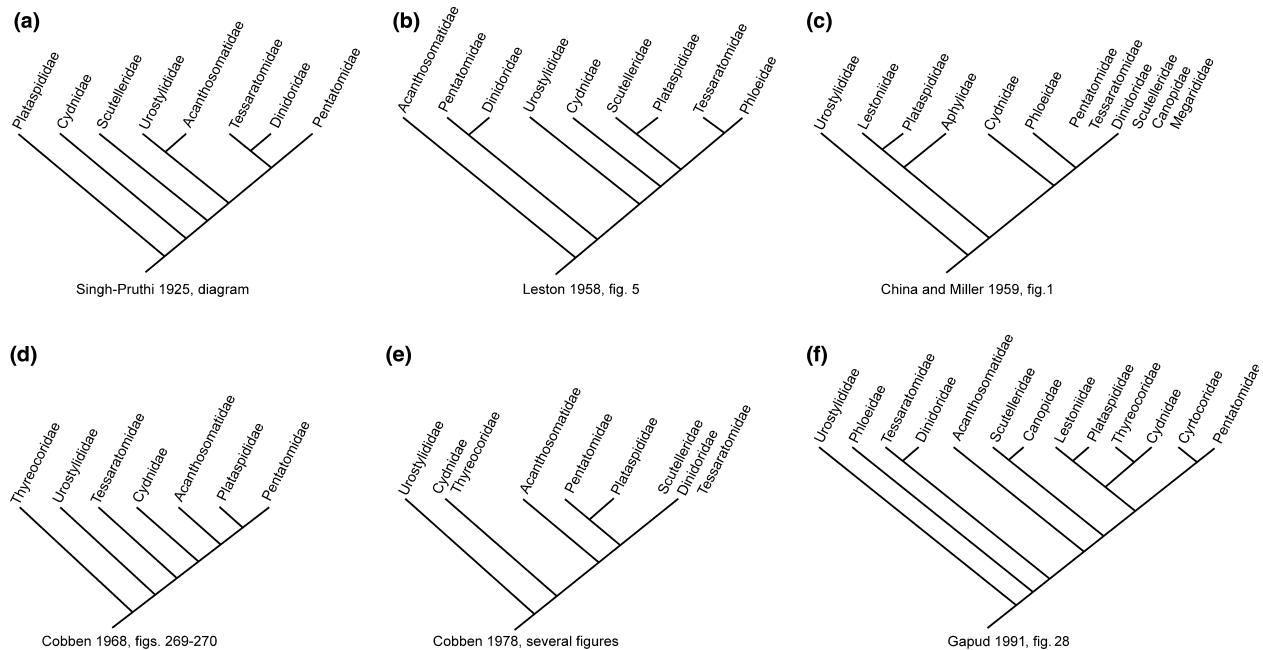 (a)
Plataspididae
Cydnidae
Scutelleridae
Urostylididae
Acanthosomatidae
Tessaratomidae
Dinidoridae
Pentatomidae
Singh-Pruthi 1925, diagram
(b)
Acanthosomatidae
Pentatomidae
Dinidoridae
Urostylididae
Cydnidae
Scutelleridae
Plataspididae
Tessaratomidae
Phloeidae
Leston 1958, fig. 5
(c)
Urostylididae
Lestoniidae
Plataspididae
Aphylidae
Cydnidae
Phloeidae
Pentatomidae
Tessaratomidae
Dinidoridae
Scutelleridae
Canopidae
Megarididae
China and Miller 1959, fig.1
(d)
Thyreocoridae
Urostylididae
Tessaratomidae
Cydnidae
Acanthosomatidae
Plataspididae
Pentatomidae
Cobben 1968, figs. 269-270
(e)
Urostylididae
Cydnidae
Thyreocoridae
Acanthosomatidae
Pentatomidae
Plataspididae
Scutelleridae
Dinidoridae
Tessaratomidae
Cobben 1978, several figures
(f)
Urostylididae
Phloeidae
Tessaratomidae
Dinidoridae
Acanthosomatidae
Scutelleridae
Canopidae
Lestoniidae
Plataspididae
Thyreocoridae
Cydnidae
Cyrtocoridae
Pentatomidae
Gapud 1991, fig. 28